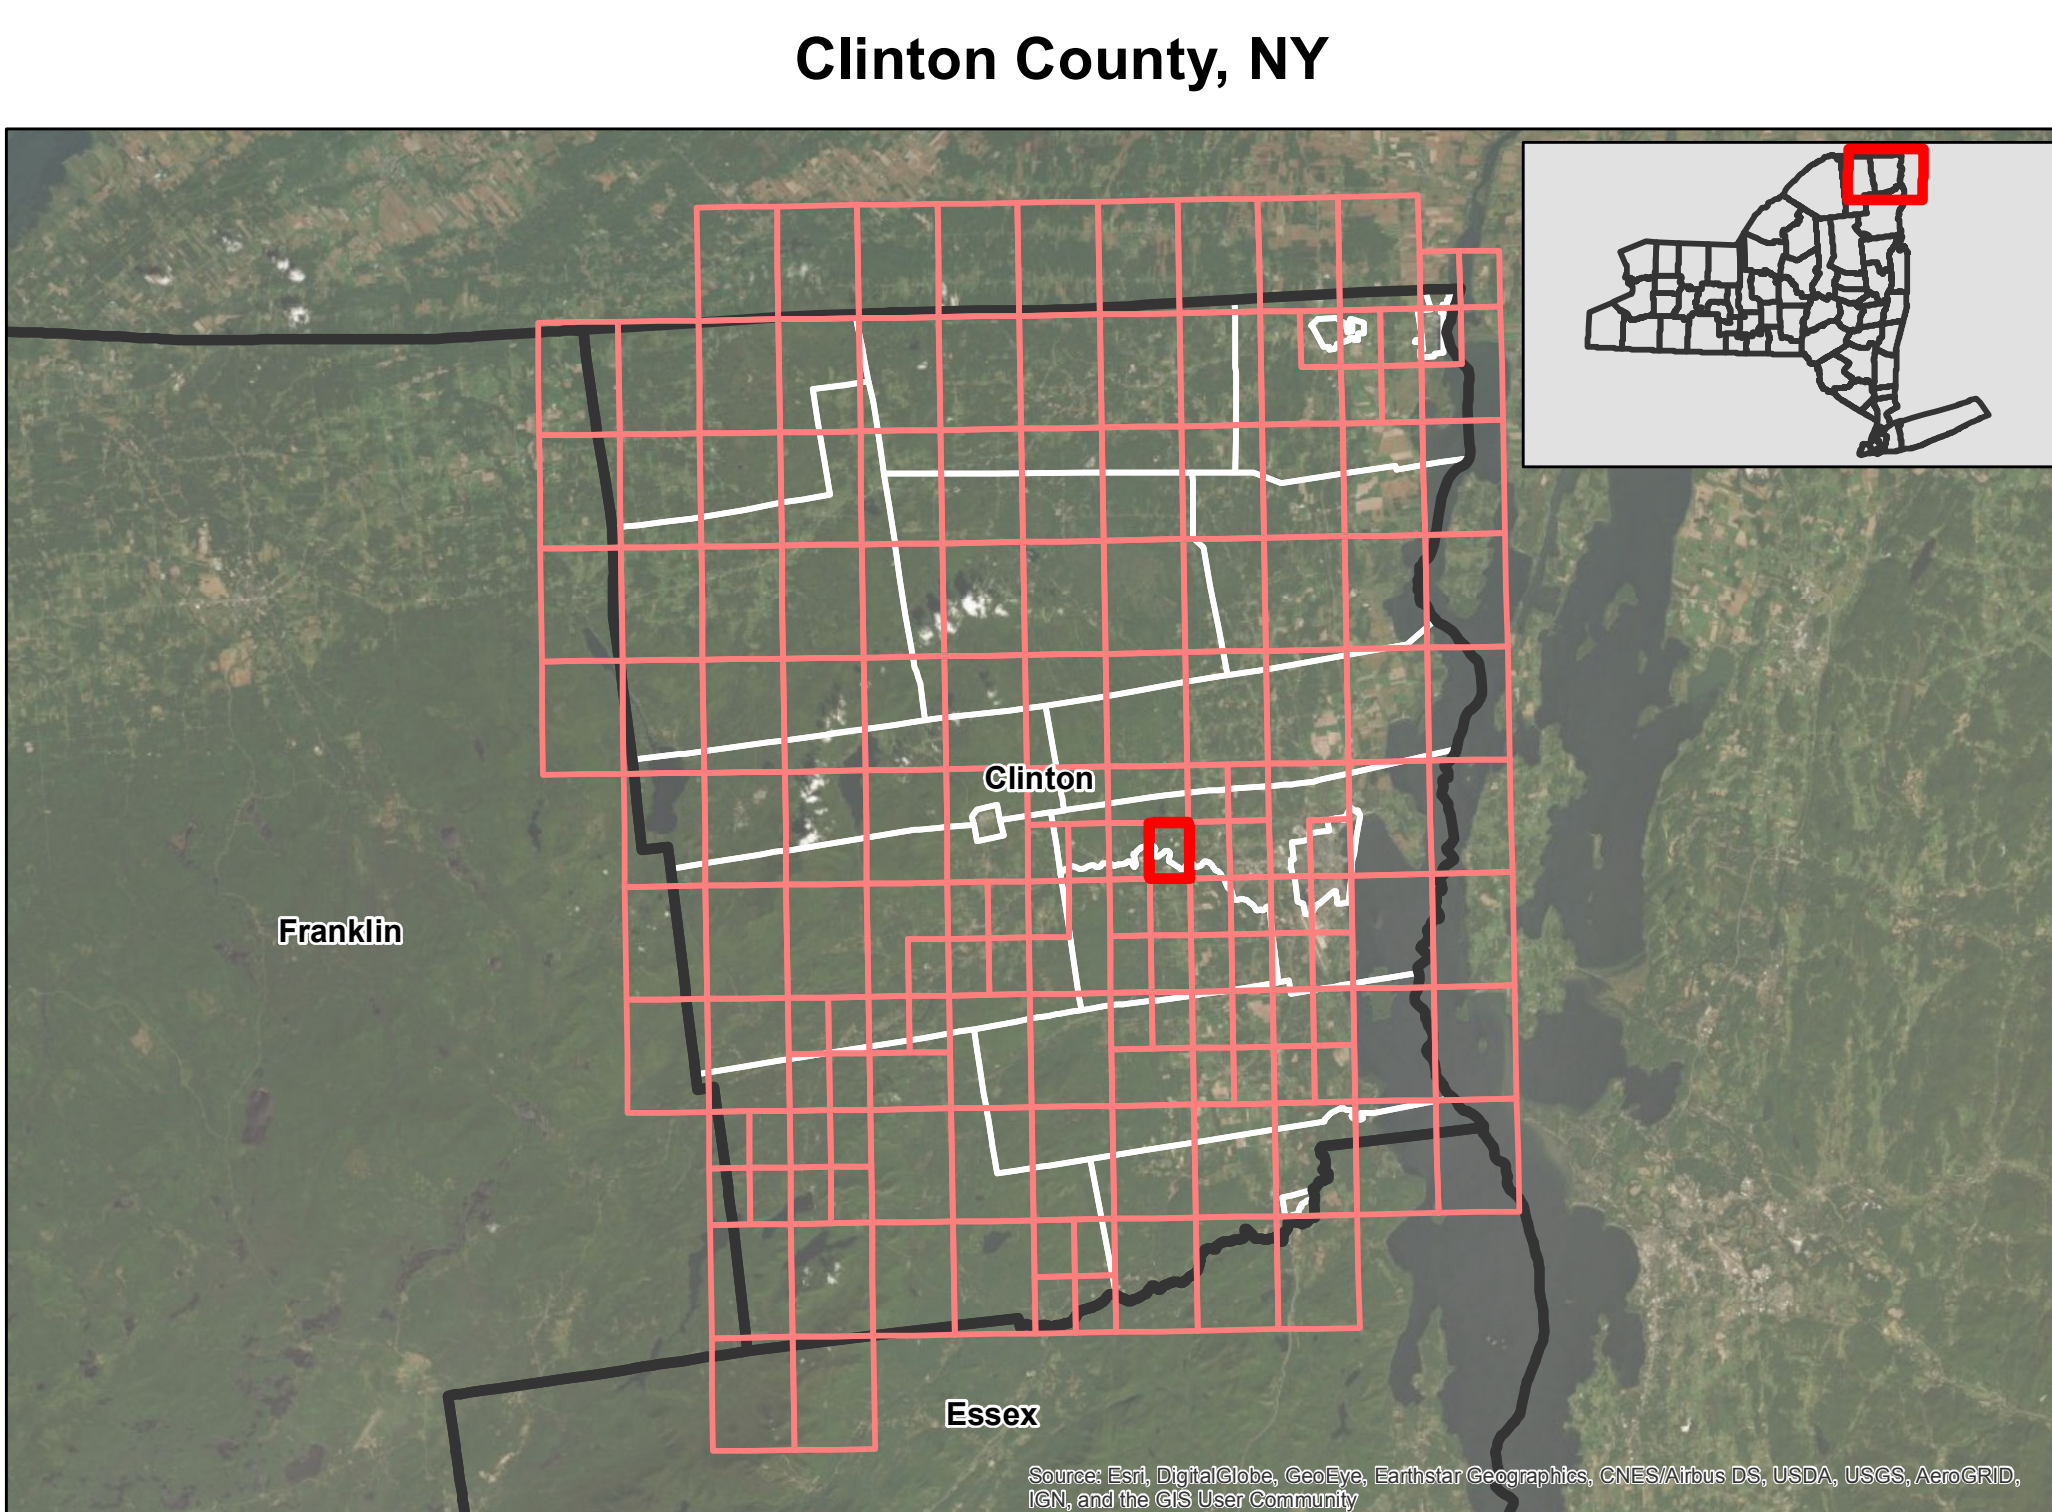 Clinton County, NY
Clinton
Franklin
Essex
Source: Esri, DigitalGlobe, GeoEye, Earthstar Geographics, CNES/Airbus DS, USDA, USGS, AeroGRID,
IGN, and the GIS User Community